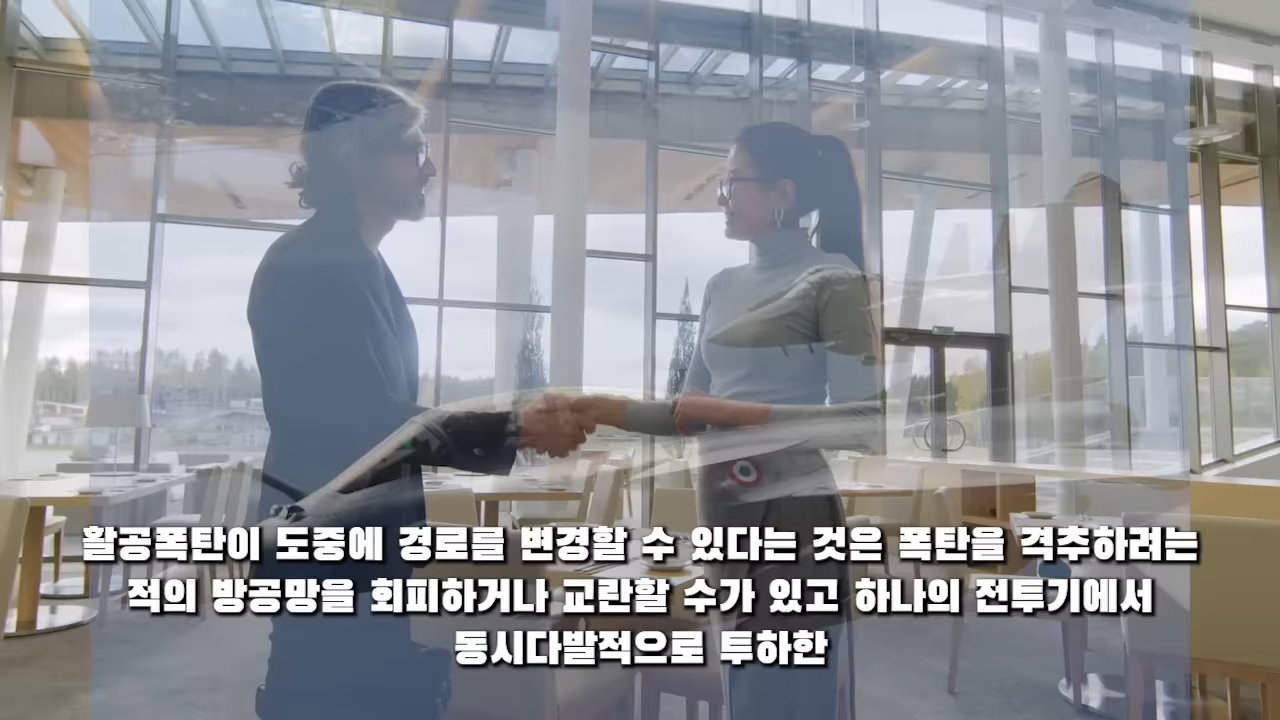 활공폭탄이 도중에 경로를 변경할 수 있다는 것은 폭탄을 격추하려는
적의 방공망을 회피하거나 교란할 수가 있고 하나의 전투기에서
동시다발적으로 투하한